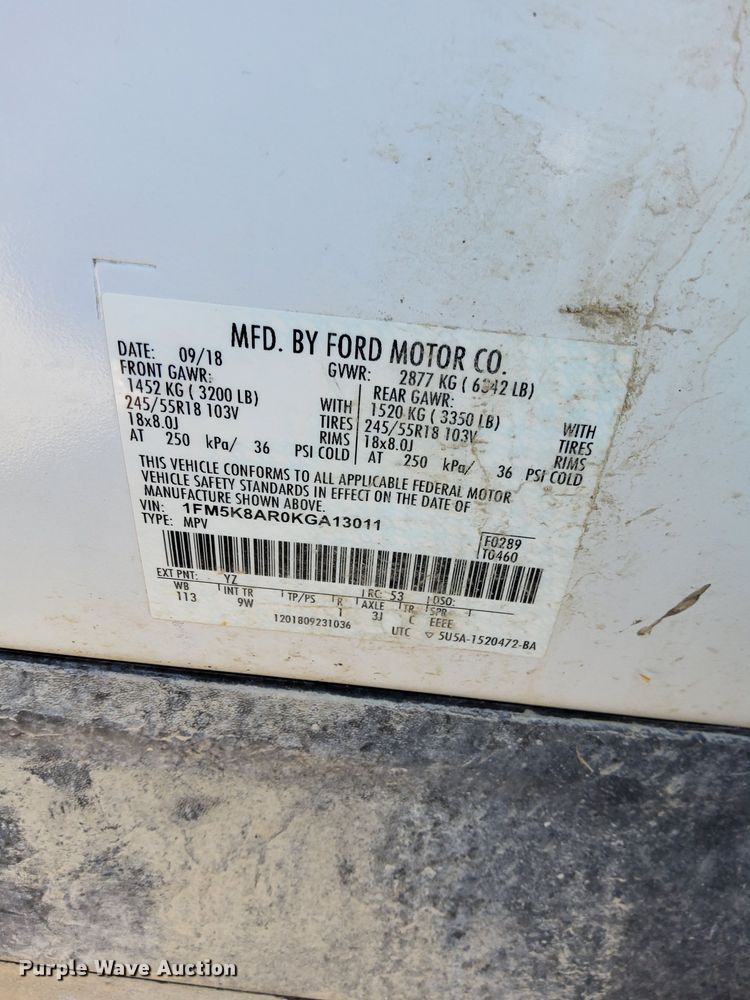 MFD. BY FORD MOTOR CO.
DATE: 09/18 GVWR: 2877 KG ( 6342 LB)
FRONT GAWR: REAR GAWR:
1452 KG ( 3200 LB) WITH 1520 KG ( 3350 LB) WITH
245/55R18 103V TIRES 245/55R18 103V TIRES
18x8.0J RIMS 18x8.0J RIMS
AT 250 kPa/ 36 PSI COLD AT 250 kPa/ 36 PSI COLD
THIS VEHICLE CONFORMS TO ALL APPLICABLE FEDERAL MOTOR
VEHICLE SAFETY STANDARDS IN EFFECT ON THE DATE OF
MANUFACTURE SHOWN ABOVE.
VIN: 1FM5K8AR0KGA13011
TYPE: MPV
F0289
T0460
EXT PNT: YZ RC: 53 DSO:
WB INT TR TP/PS R AXLE TR SPR
113 9W 1 3J C EEEE
1201809231036 UTC ▽ 5U5A-1520472-BA
Purple Wave Auction